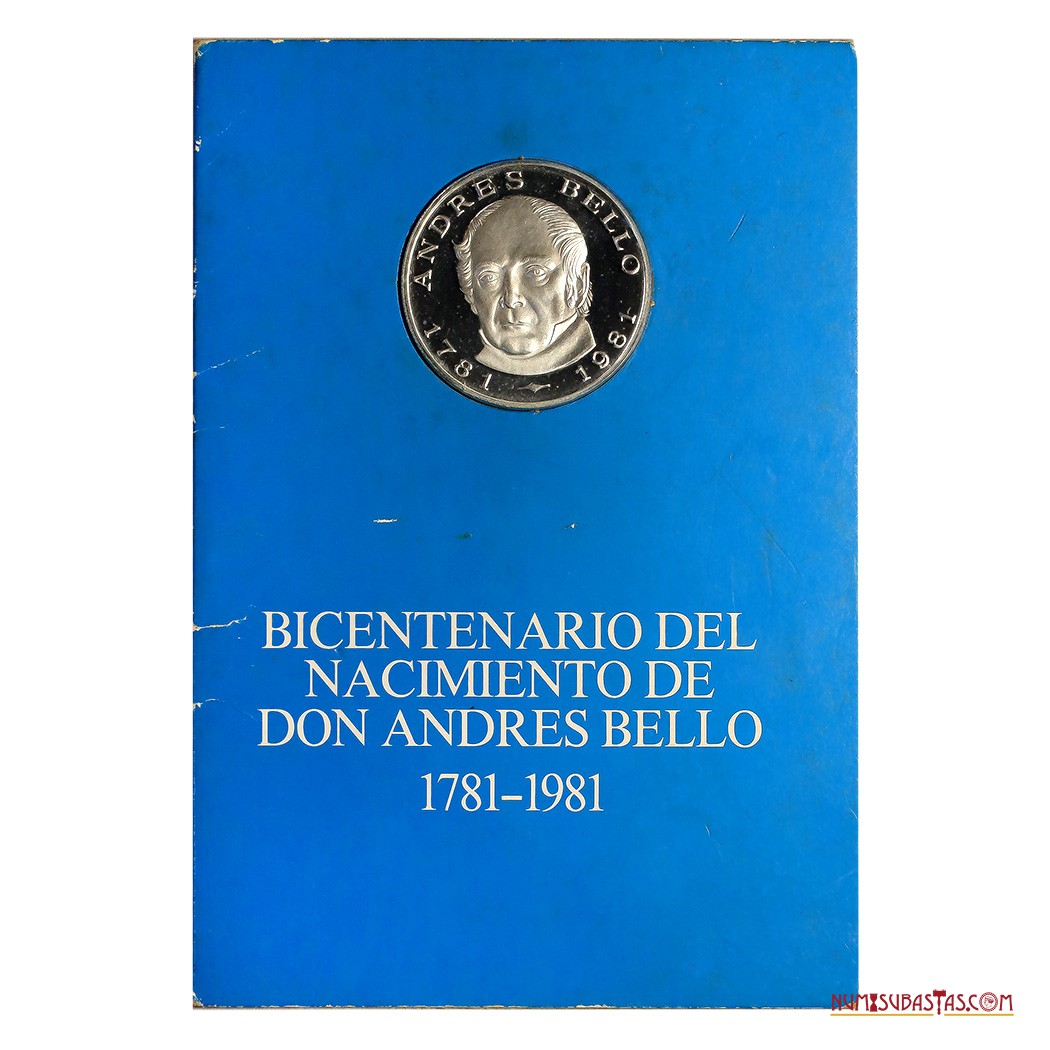 ANDRES BELLO
1781 1981
BICENTENARIO DEL
NACIMIENTO DE
DON ANDRES BELLO
1781–1981
NUMISUBASTAS.COM